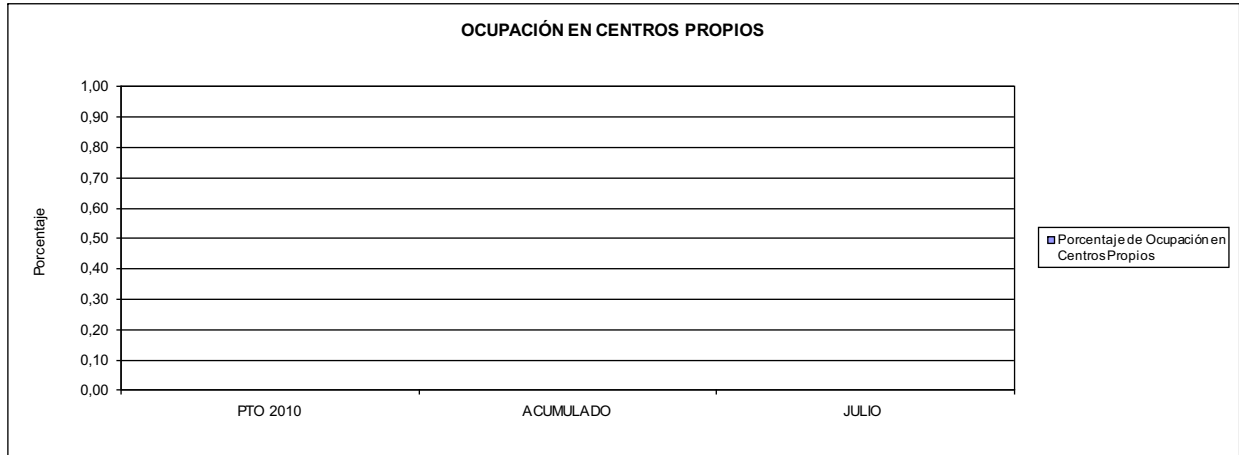 OCUPACIÓN EN CENTROS PROPIOS
1,00
0,90
0,80
0,70
0,60
0,50
0,40
0,30
0,20
0,10
0,00
Porcentaje
PTO 2010 ACUMULADO JULIO
Porcentaje de Ocupación en
Centros Propios